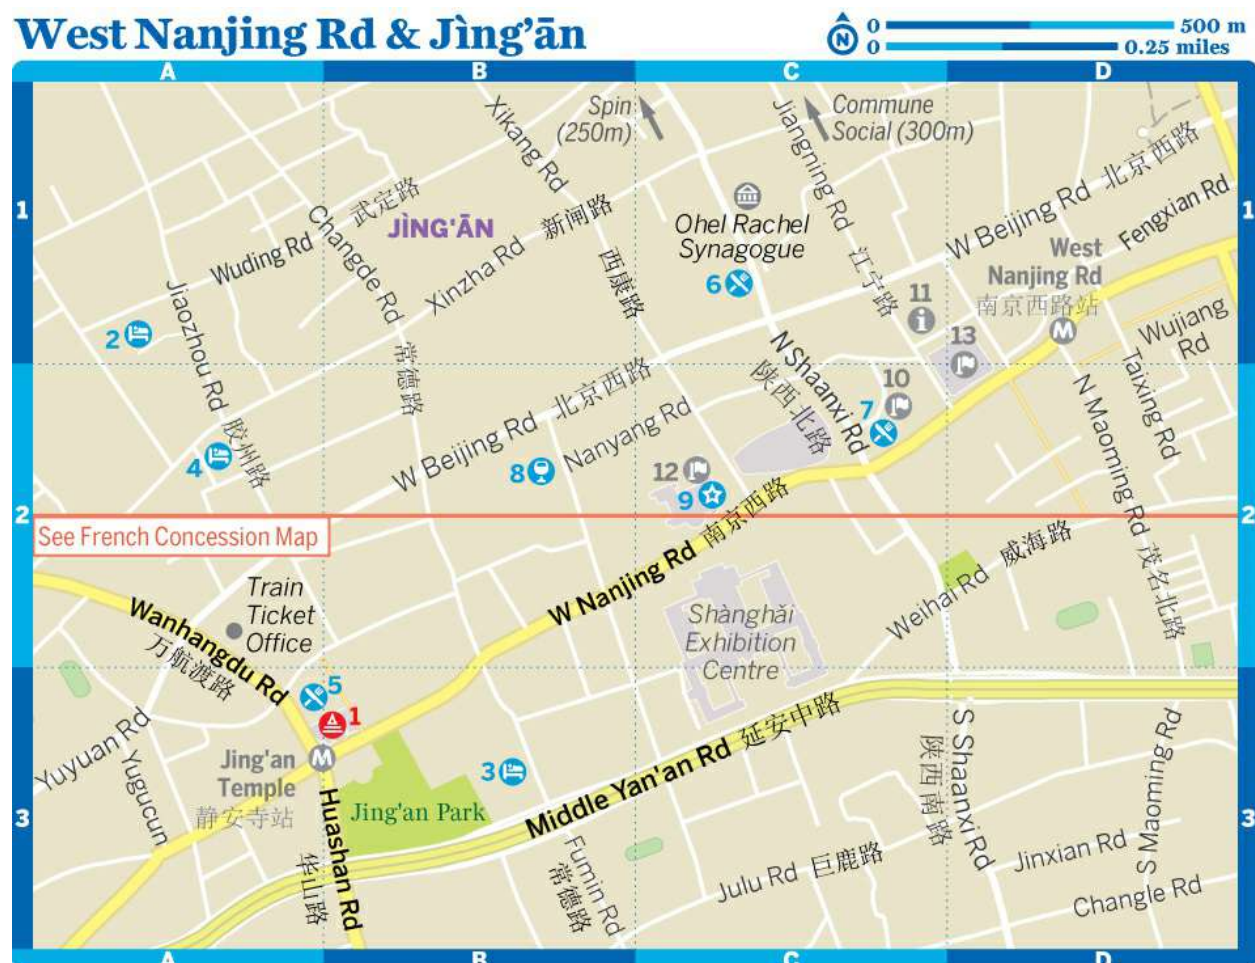 West Nanjing Rd & Jìng'ān
0 500 m
0 0.25 miles
N
A B C D
1
1
Spin
(250m)
Commune
Social (300m)
Xikang Rd
Jiangning Rd
W Beijing Rd 北京西路
Fengxian Rd
Wuding Rd 武定路
JÌNG'ĀN
Changde Rd
Xinzha Rd 新闸路
西康路
Ohel Rachel
Synagogue
6
江宁路
West
Nanjing Rd
南京西路站
M
11
i
13
Wujiang
Rd
2
Jiaozhou Rd 胶州路
常德路
N Shaanxi Rd
陕西北路
10
7
N Maoming Rd 茂名北路
Taixing Rd
W Beijing Rd 北京西路
Nanyang Rd
4
8
12
9
2
2
See French Concession Map
W Nanjing Rd 南京西路
Weihai Rd 威海路
Train
Ticket
Office
Wanhangdu Rd
万航渡路
Shànghǎi
Exhibition
Centre
5
1
Yuyuan Rd
Yugucun
Jing'an
Temple
静安寺站
M
3
Jing'an Park
Middle Yan'an Rd 延安中路
S Shaanxi Rd
陕西南路
S Maoming Rd
3
3
Huashan Rd
华山路
Fumin Rd
常德路
Julu Rd 巨鹿路
Jinxian Rd
Changle Rd
A B C D